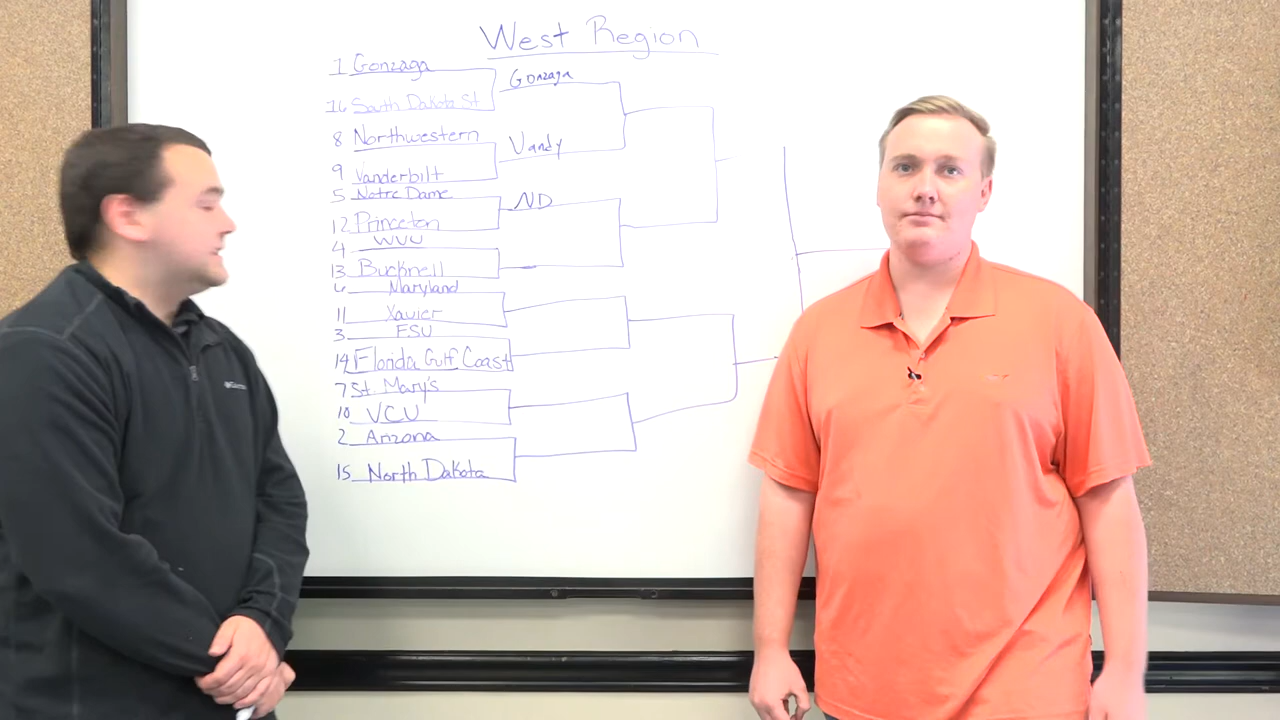 West Region
1 Gonzaga
Gonzaga
16 South Dakota St
8 Northwestern
Vandy
9 Vanderbilt
5 Notre Dame
ND
12 Princeton
4 WVU
13 Bucknell
6 Maryland
11 Xavier
3 FSU
14 Florida Gulf Coast
7 St Mary's
10 VCU
2 Arizona
15 North Dakota